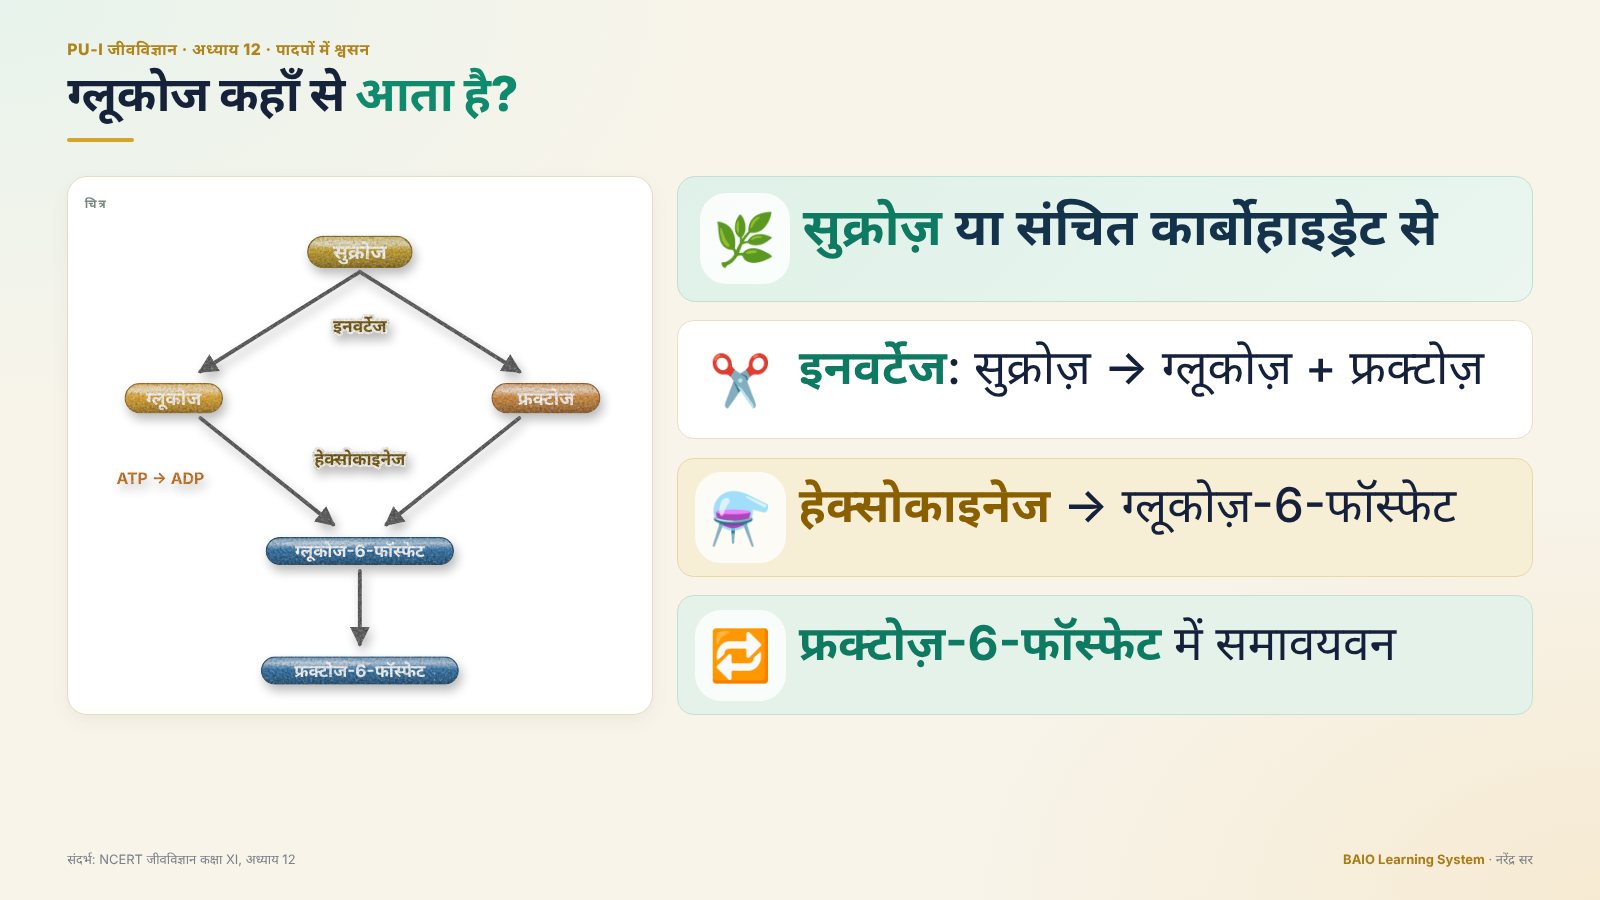 PU-I जीवविज्ञान · अध्याय 12 · पादपों में श्वसन
ग्लूकोज कहाँ से आता है?
चित्र
सुक्रोज
इनवर्टेज
ग्लूकोज
फ्रक्टोज
हेक्सोकाइनेज
ATP → ADP
ग्लूकोज-6-फॉस्फेट
फ्रक्टोज-6-फॉस्फेट
सुक्रोज़ या संचित कार्बोहाइड्रेट से
इनवर्टेज: सुक्रोज़ → ग्लूकोज़ + फ्रक्टोज़
हेक्सोकाइनेज → ग्लूकोज़-6-फॉस्फेट
फ्रक्टोज़-6-फॉस्फेट में समावयवन
संदर्भ: NCERT जीवविज्ञान कक्षा XI, अध्याय 12
BAIO Learning System · नरेंद्र सर